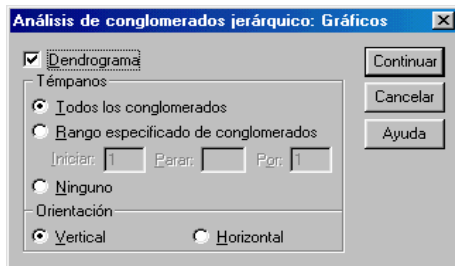 Análisis de conglomerados jerárquico: Gráficos
Dendrograma
Continuar
Témpanos
Todos los conglomerados
Cancelar
Rango especificado de conglomerados
Ayuda
Iniciar: 1 Parar: Por: 1
Ninguno
Orientación
Vertical Horizontal